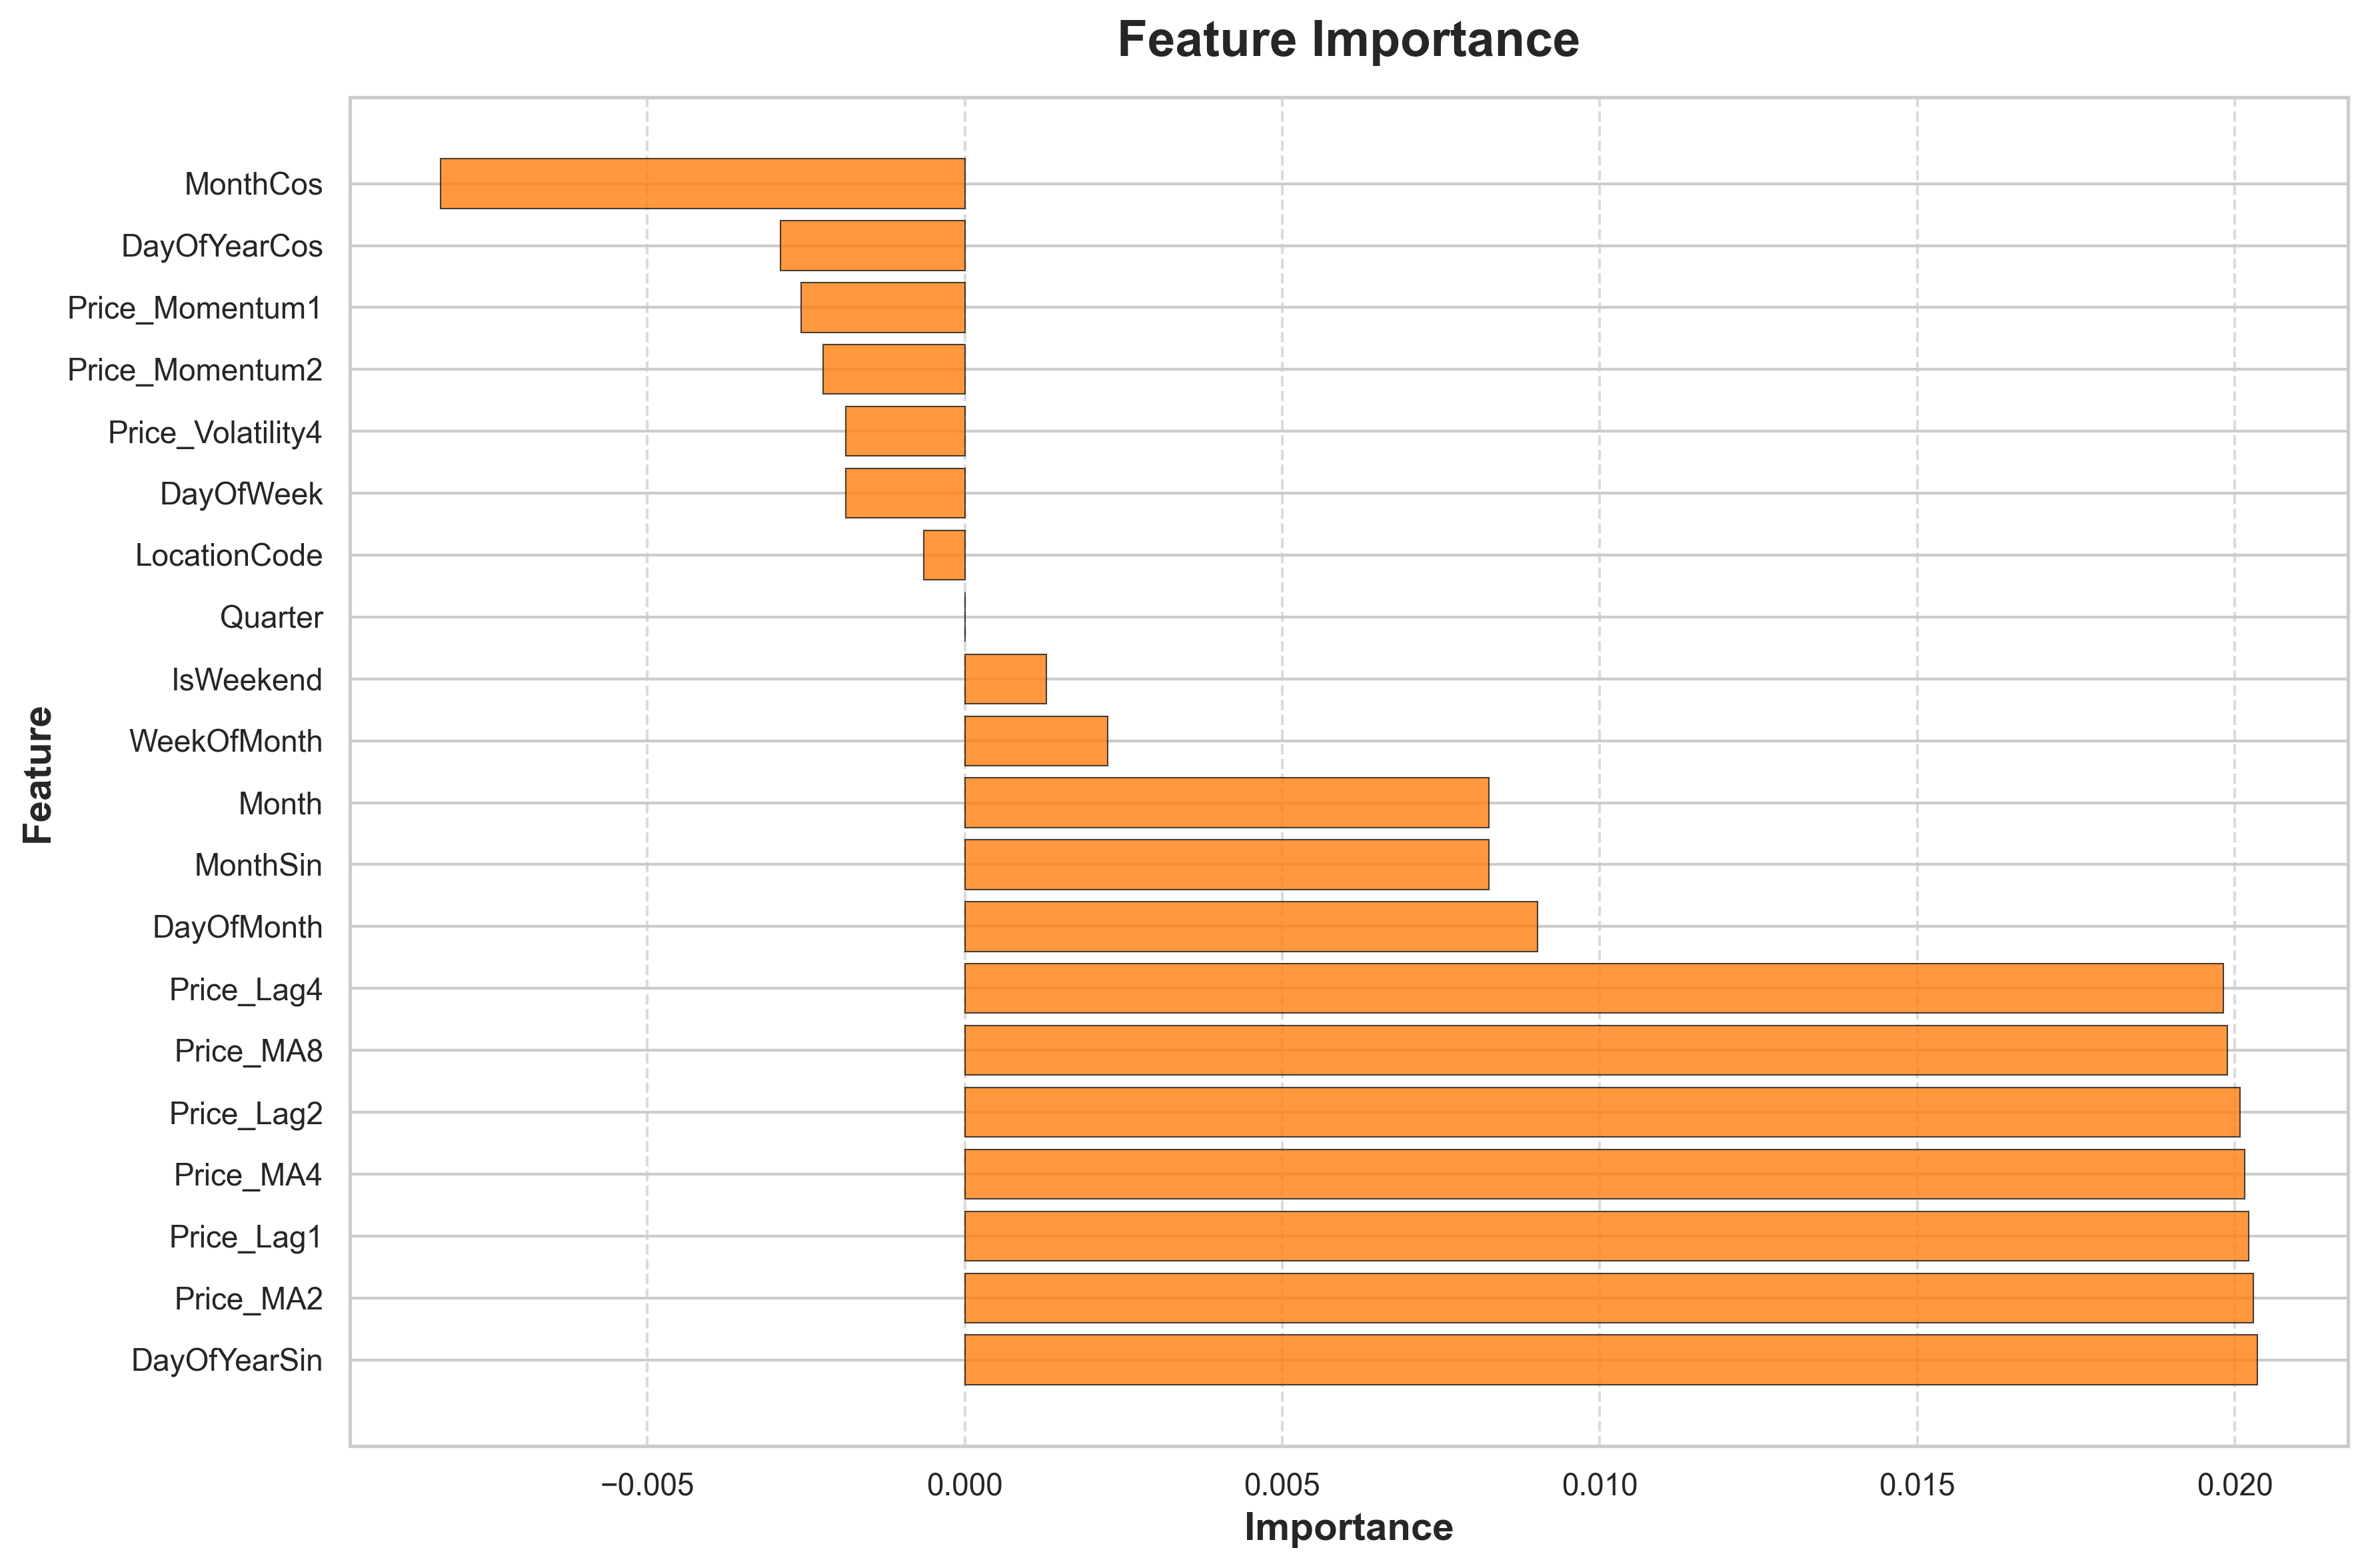 Feature Importance
MonthCos
DayOfYearCos
Price_Momentum1
Price_Momentum2
Price_Volatility4
DayOfWeek
LocationCode
Quarter
IsWeekend
WeekOfMonth
Month
MonthSin
DayOfMonth
Price_Lag4
Price_MA8
Price_Lag2
Price_MA4
Price_Lag1
Price_MA2
DayOfYearSin
Feature
−0.005 0.000 0.005 0.010 0.015 0.020
Importance